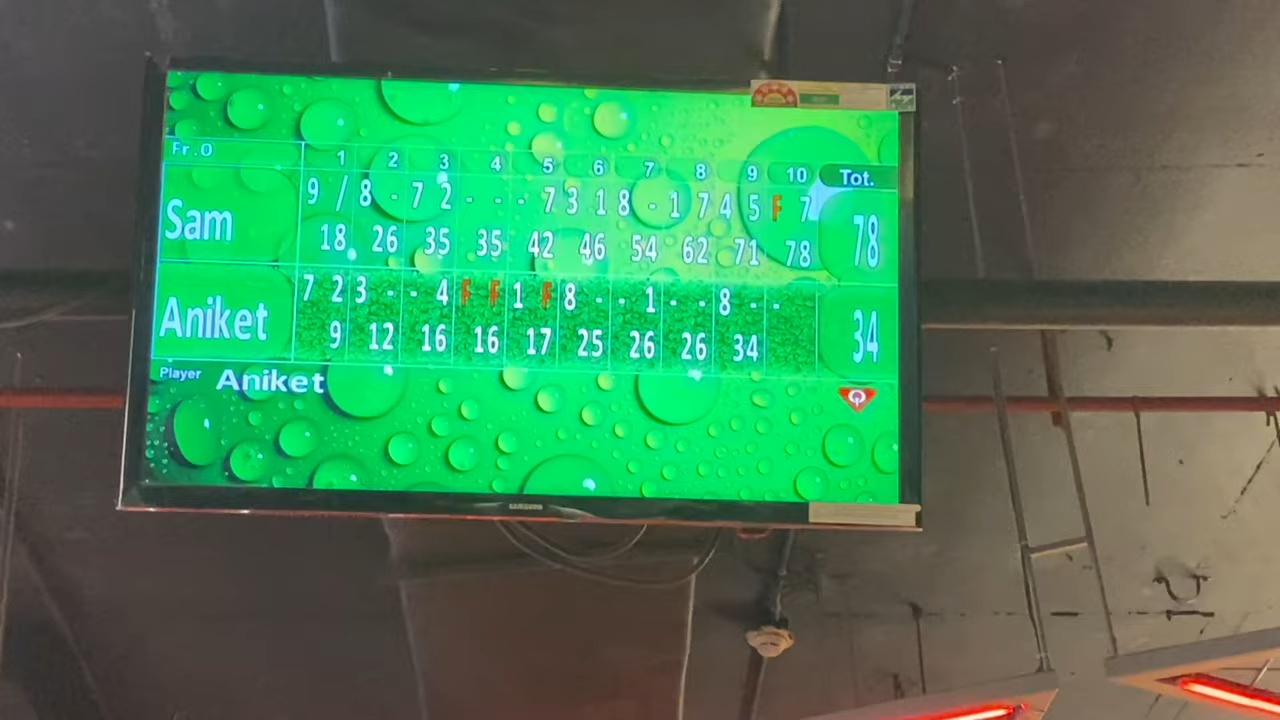 Fr.0 1 2 3 4 5 6 7 8 9 10 Tot.
Sam 9 / 8 - 7 2 - - - 7 3 1 8 - 1 7 4 5 F 7 78
18 26 35 35 42 46 54 62 71 78
Aniket 7 2 3 - - 4 F F 1 F 8 - - 1 - - 8 - - 34
9 12 16 16 17 25 26 26 34
Player Aniket
SAMSUNG